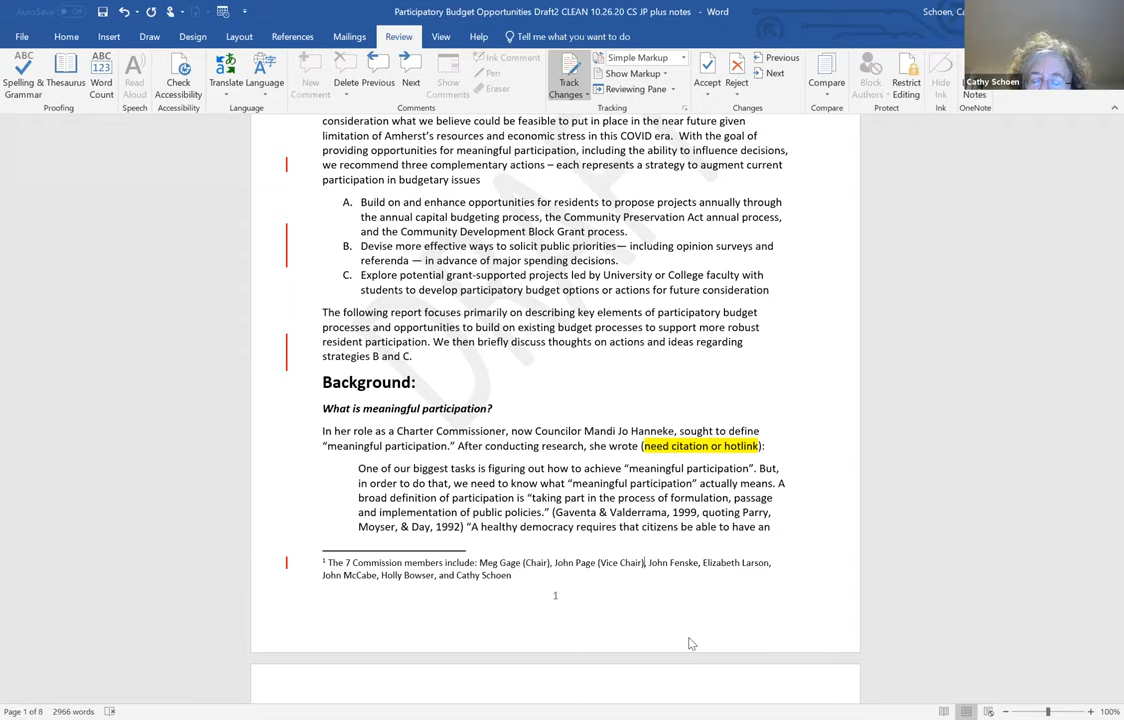 AutoSave Off
Participatory Budget Opportunities Draft2 CLEAN 10.26.20 CS JP plus notes - Word
Schoen, Ca
File Home Insert Draw Design Layout References Mailings Review View Help Tell me what you want to do
Cathy Schoen
ABC Spelling & Grammar
Thesaurus
ABC 123 Word Count
Read Aloud
Check Accessibility
Translate
Language
New Comment
Delete
Previous
Next
Show Comments
Ink Comment
Pen
Eraser
Track Changes
Simple Markup
Show Markup
Reviewing Pane
Accept
Reject
Previous
Next
Compare
Block Authors
Restrict Editing
Hide Ink
Notes
Proofing Speech Accessibility Language Comments Tracking Changes Compare Protect Ink OneNote
DRAFT
consideration what we believe could be feasible to put in place in the near future given
limitation of Amherst's resources and economic stress in this COVID era. With the goal of
providing opportunities for meaningful participation, including the ability to influence decisions,
we recommend three complementary actions – each represents a strategy to augment current
participation in budgetary issues
A. Build on and enhance opportunities for residents to propose projects annually through
the annual capital budgeting process, the Community Preservation Act annual process,
and the Community Development Block Grant process.
B. Devise more effective ways to solicit public priorities— including opinion surveys and
referenda — in advance of major spending decisions.
C. Explore potential grant-supported projects led by University or College faculty with
students to develop participatory budget options or actions for future consideration
The following report focuses primarily on describing key elements of participatory budget
processes and opportunities to build on existing budget processes to support more robust
resident participation. We then briefly discuss thoughts on actions and ideas regarding
strategies B and C.
Background:
What is meaningful participation?
In her role as a Charter Commissioner, now Councilor Mandi Jo Hanneke, sought to define
“meaningful participation.” After conducting research, she wrote (need citation or hotlink):
One of our biggest tasks is figuring out how to achieve “meaningful participation”. But,
in order to do that, we need to know what “meaningful participation” actually means. A
broad definition of participation is “taking part in the process of formulation, passage
and implementation of public policies.” (Gaventa & Valderrama, 1999, quoting Parry,
Moyser, & Day, 1992) “A healthy democracy requires that citizens be able to have an
1 The 7 Commission members include: Meg Gage (Chair), John Page (Vice Chair), John Fenske, Elizabeth Larson,
John McCabe, Holly Bowser, and Cathy Schoen
1
Page 1 of 8 2966 words
100%